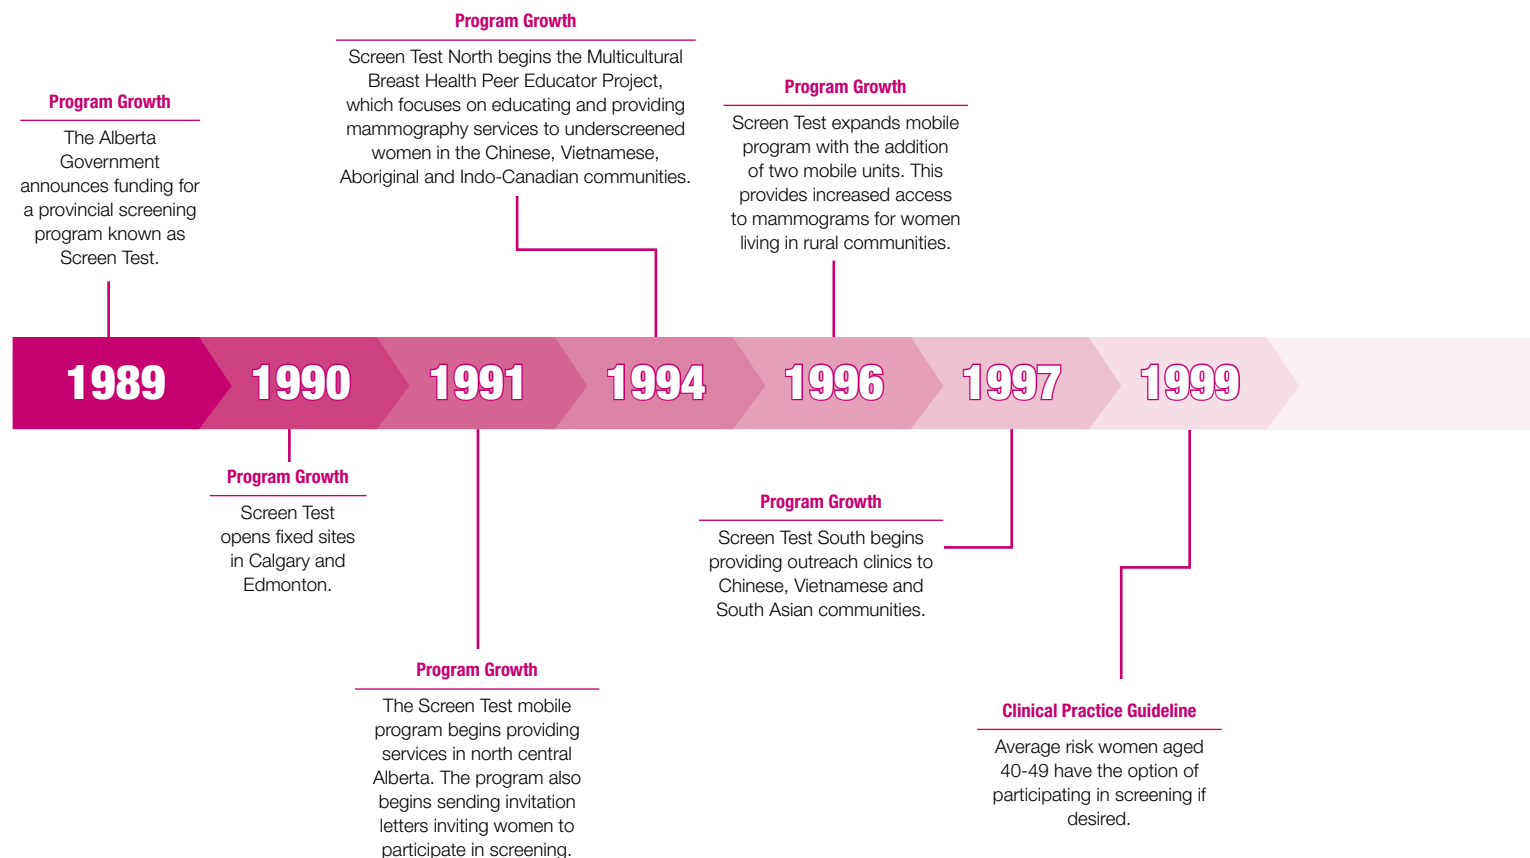 Program Growth
Screen Test North begins the Multicultural
Breast Health Peer Educator Project,
which focuses on educating and providing
mammography services to underscreened
women in the Chinese, Vietnamese,
Aboriginal and Indo-Canadian communities.
Program Growth
The Alberta
Government
announces funding for
a provincial screening
program known as
Screen Test.
Program Growth
Screen Test expands mobile
program with the addition
of two mobile units. This
provides increased access
to mammograms for women
living in rural communities.
1989
1990
1991
1994
1996
1997
1999
Program Growth
Screen Test
opens fixed sites
in Calgary and
Edmonton.
Program Growth
The Screen Test mobile
program begins providing
services in north central
Alberta. The program also
begins sending invitation
letters inviting women to
participate in screening.
Program Growth
Screen Test South begins
providing outreach clinics to
Chinese, Vietnamese and
South Asian communities.
Clinical Practice Guideline
Average risk women aged
40-49 have the option of
participating in screening if
desired.